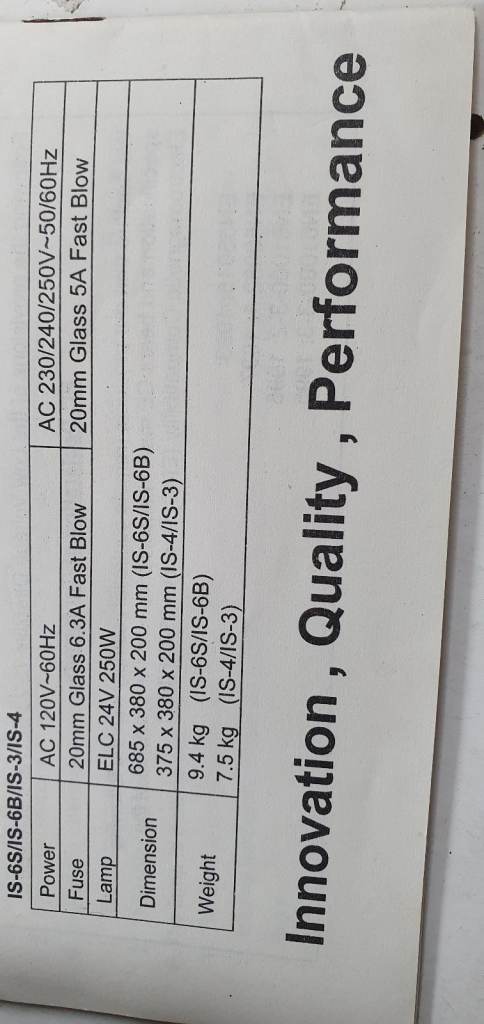 IS-6S/IS-6B/IS-3/IS-4
Power AC 120V~60Hz AC 230/240/250V~50/60Hz
Fuse 20mm Glass 6.3A Fast Blow 20mm Glass 5A Fast Blow
Lamp ELC 24V 250W
Dimension 685 x 380 x 200 mm (IS-6S/IS-6B)
375 x 380 x 200 mm (IS-4/IS-3)
Weight 9.4 kg (IS-6S/IS-6B)
7.5 kg (IS-4/IS-3)
Innovation , Quality , Performance